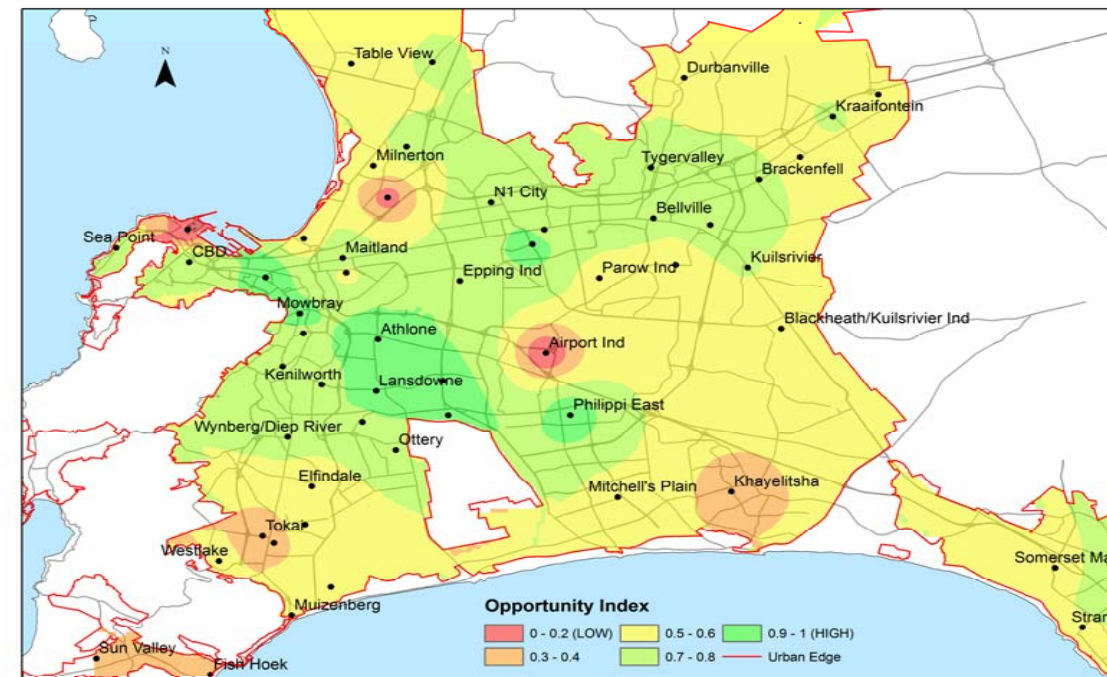 N
Table View
Durbanville
Kraaifontein
Milnerton
Tygervalley
Brackenfell
N1 City
Bellville
Sea Point
CBD
Maitland
Kuilsrivier
Epping Ind
Parow Ind
Mowbray
Blackheath/Kuilsrivier Ind
Athlone
Airport Ind
Kenilworth
Lansdowne
Philippi East
Wynberg/Diep River
Ottery
Elfindale
Mitchell's Plain
Khayelitsha
Tokai
Westlake
Somerset Ma
Muizenberg
Stran
Sun Valley
Fish Hoek
Opportunity Index
0 - 0.2 (LOW)
0.5 - 0.6
0.9 - 1 (HIGH)
0.3 - 0.4
0.7 - 0.8
Urban Edge